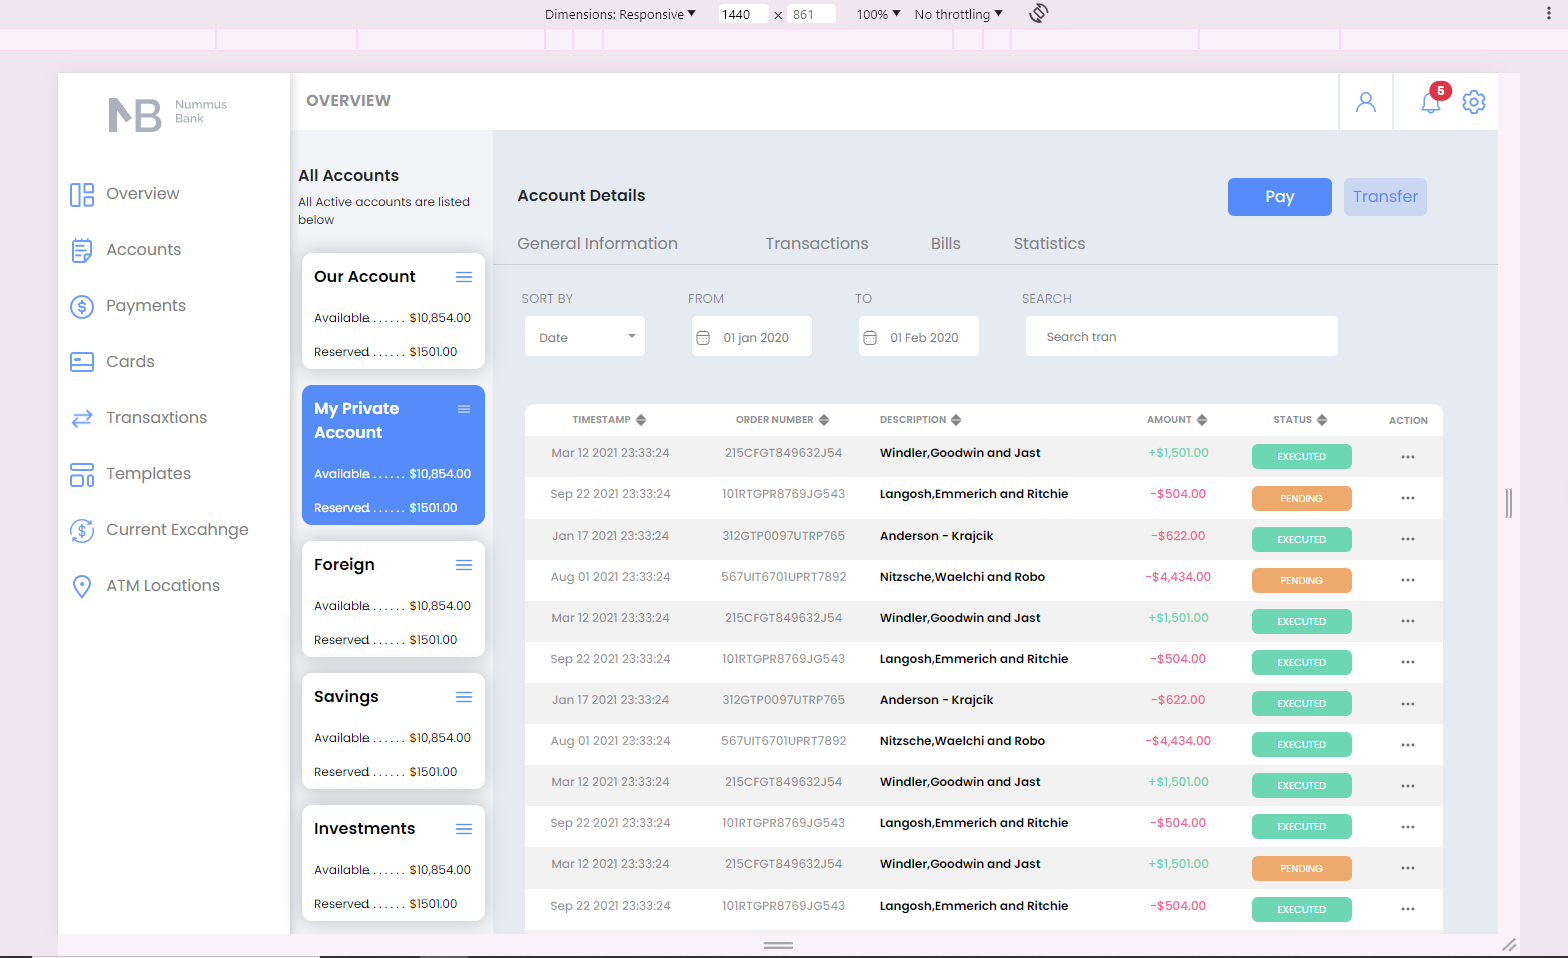 Dimensions: Responsive 1440 × 861 100% No throttling
NB Nummus
Bank
OVERVIEW
5
Overview
Accounts
Payments
Cards
Transaxtions
Templates
Current Excahnge
ATM Locations
All Accounts
All Active accounts are listed
below
Our Account
Available...... $10,854.00
Reserved...... $1501.00
My Private
Account
Available...... $10,854.00
Reserved...... $1501.00
Foreign
Available...... $10,854.00
Reserved...... $1501.00
Savings
Available...... $10,854.00
Reserved...... $1501.00
Investments
Available...... $10,854.00
Reserved...... $1501.00
Account Details
Pay Transfer
General Information Transactions Bills Statistics
SORT BY FROM TO SEARCH
Date 01 jan 2020 01 Feb 2020 Search tran
TIMESTAMP ORDER NUMBER DESCRIPTION AMOUNT STATUS ACTION
Mar 12 2021 23:33:24 215CFGT849632J54 Windler,Goodwin and Jast +$1,501.00 EXECUTED ...
Sep 22 2021 23:33:24 101RTGPR8769JG543 Langosh,Emmerich and Ritchie -$504.00 PENDING ...
Jan 17 2021 23:33:24 312GTP0097UTRP765 Anderson - Krajcik -$622.00 EXECUTED ...
Aug 01 2021 23:33:24 567UIT6701UPRT7892 Nitzsche,Waelchi and Robo -$4,434.00 PENDING ...
Mar 12 2021 23:33:24 215CFGT849632J54 Windler,Goodwin and Jast +$1,501.00 EXECUTED ...
Sep 22 2021 23:33:24 101RTGPR8769JG543 Langosh,Emmerich and Ritchie -$504.00 EXECUTED ...
Jan 17 2021 23:33:24 312GTP0097UTRP765 Anderson - Krajcik -$622.00 EXECUTED ...
Aug 01 2021 23:33:24 567UIT6701UPRT7892 Nitzsche,Waelchi and Robo -$4,434.00 EXECUTED ...
Mar 12 2021 23:33:24 215CFGT849632J54 Windler,Goodwin and Jast +$1,501.00 EXECUTED ...
Sep 22 2021 23:33:24 101RTGPR8769JG543 Langosh,Emmerich and Ritchie -$504.00 EXECUTED ...
Mar 12 2021 23:33:24 215CFGT849632J54 Windler,Goodwin and Jast +$1,501.00 PENDING ...
Sep 22 2021 23:33:24 101RTGPR8769JG543 Langosh,Emmerich and Ritchie -$504.00 EXECUTED ...